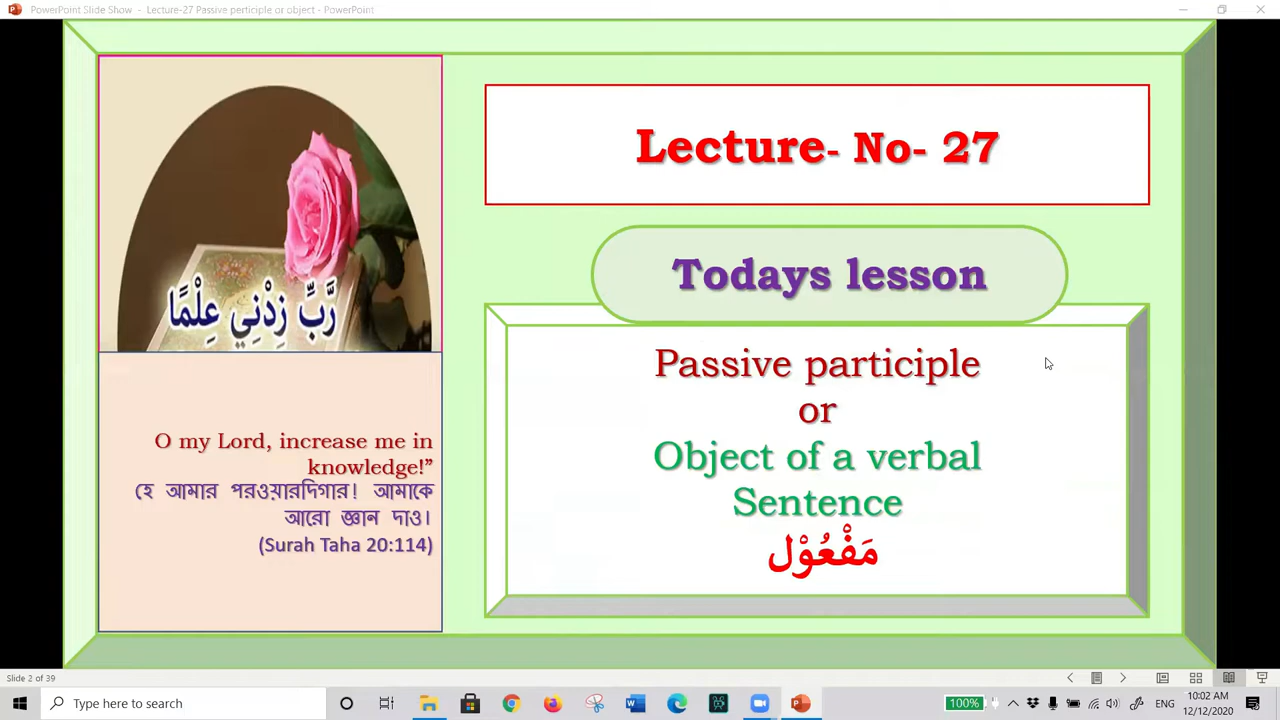 PowerPoint Slide Show - Lecture-27 Passive perticiple or object - PowerPoint
رَّبِّ زِدْنِي عِلْمًا
O my Lord, increase me in
knowledge!”
হে আমার পরওয়ারদিগার! আমাকে
আরো জ্ঞান দাও।
(Surah Taha 20:114)
Lecture- No- 27
Todays lesson
Passive participle
or
Object of a verbal
Sentence
مَفْعُوْل
Slide 2 of 39
Type here to search
100%
ENG
10:02 AM
12/12/2020